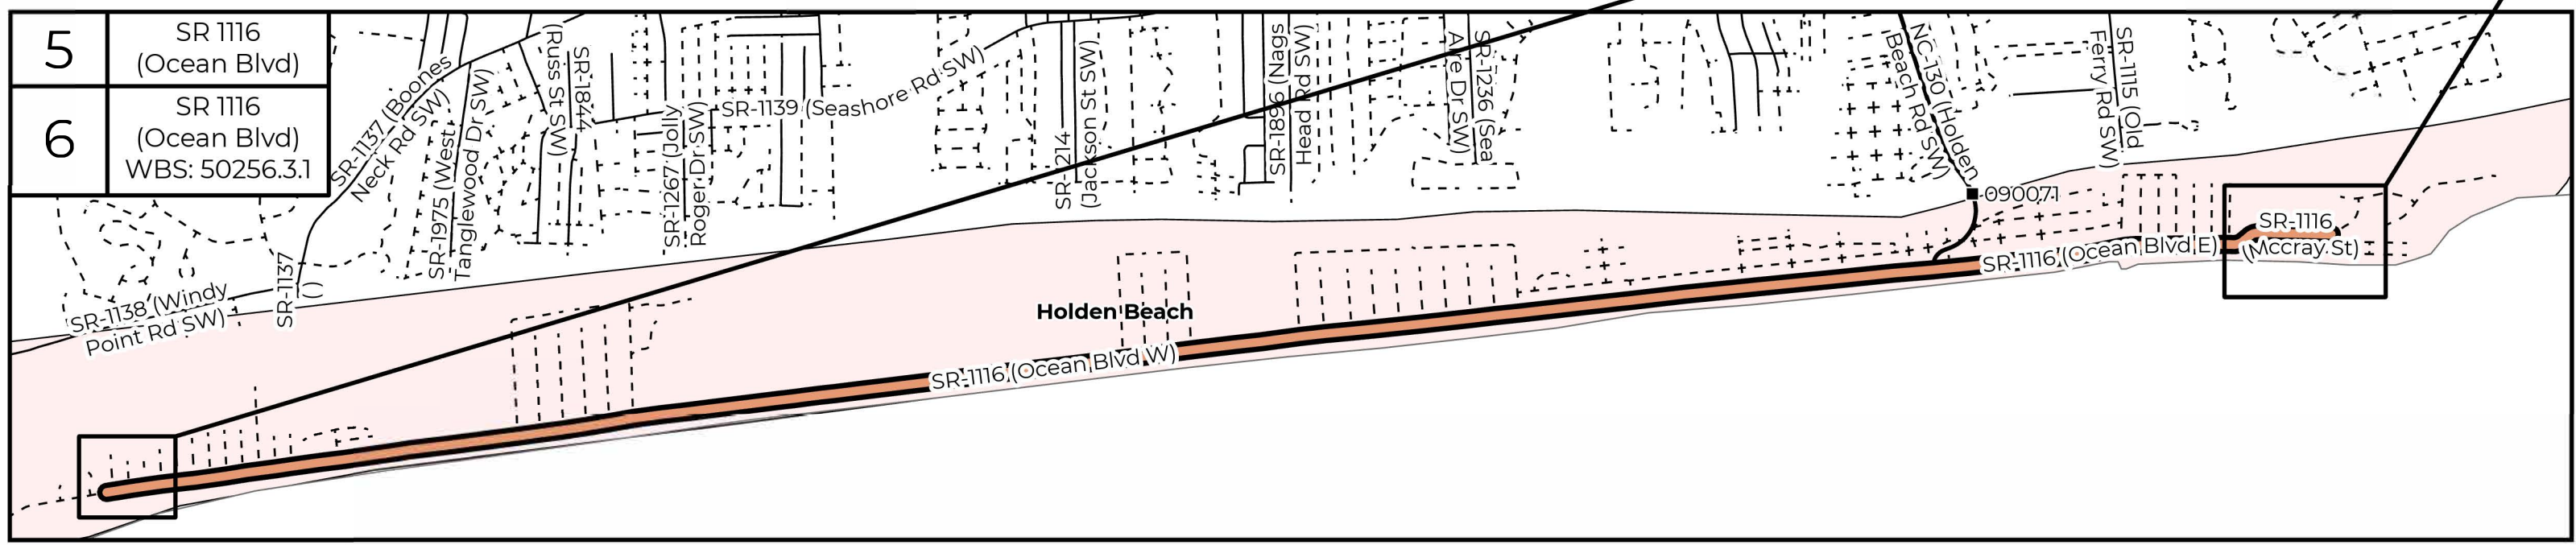 5
SR 1116
(Ocean Blvd)
6
SR 1116
(Ocean Blvd)
WBS: 50256.3.1
SR-1137 (Boones
Neck Rd SW)
SR-1975 (West
Tanglewood Dr SW)
(Russ St SW)
SR-1844
SR-1267 (Jolly
Roger Dr SW)
SR-1139 (Seashore Rd SW)
SR-1214
(Jackson St SW)
SR-1896 (Nags
Head Rd SW)
Aire Dr SW)
SR-1236 (Sea
NC-130 (Holden
Beach Rd SW)
SR-1115 (Old
Ferry Rd SW)
090071
SR-1116
(Mccray St)
SR-1116 (Ocean Blvd E)
SR-1137
()
SR-1138 (Windy
Point Rd SW)
Holden Beach
SR-1116 (Ocean Blvd W)